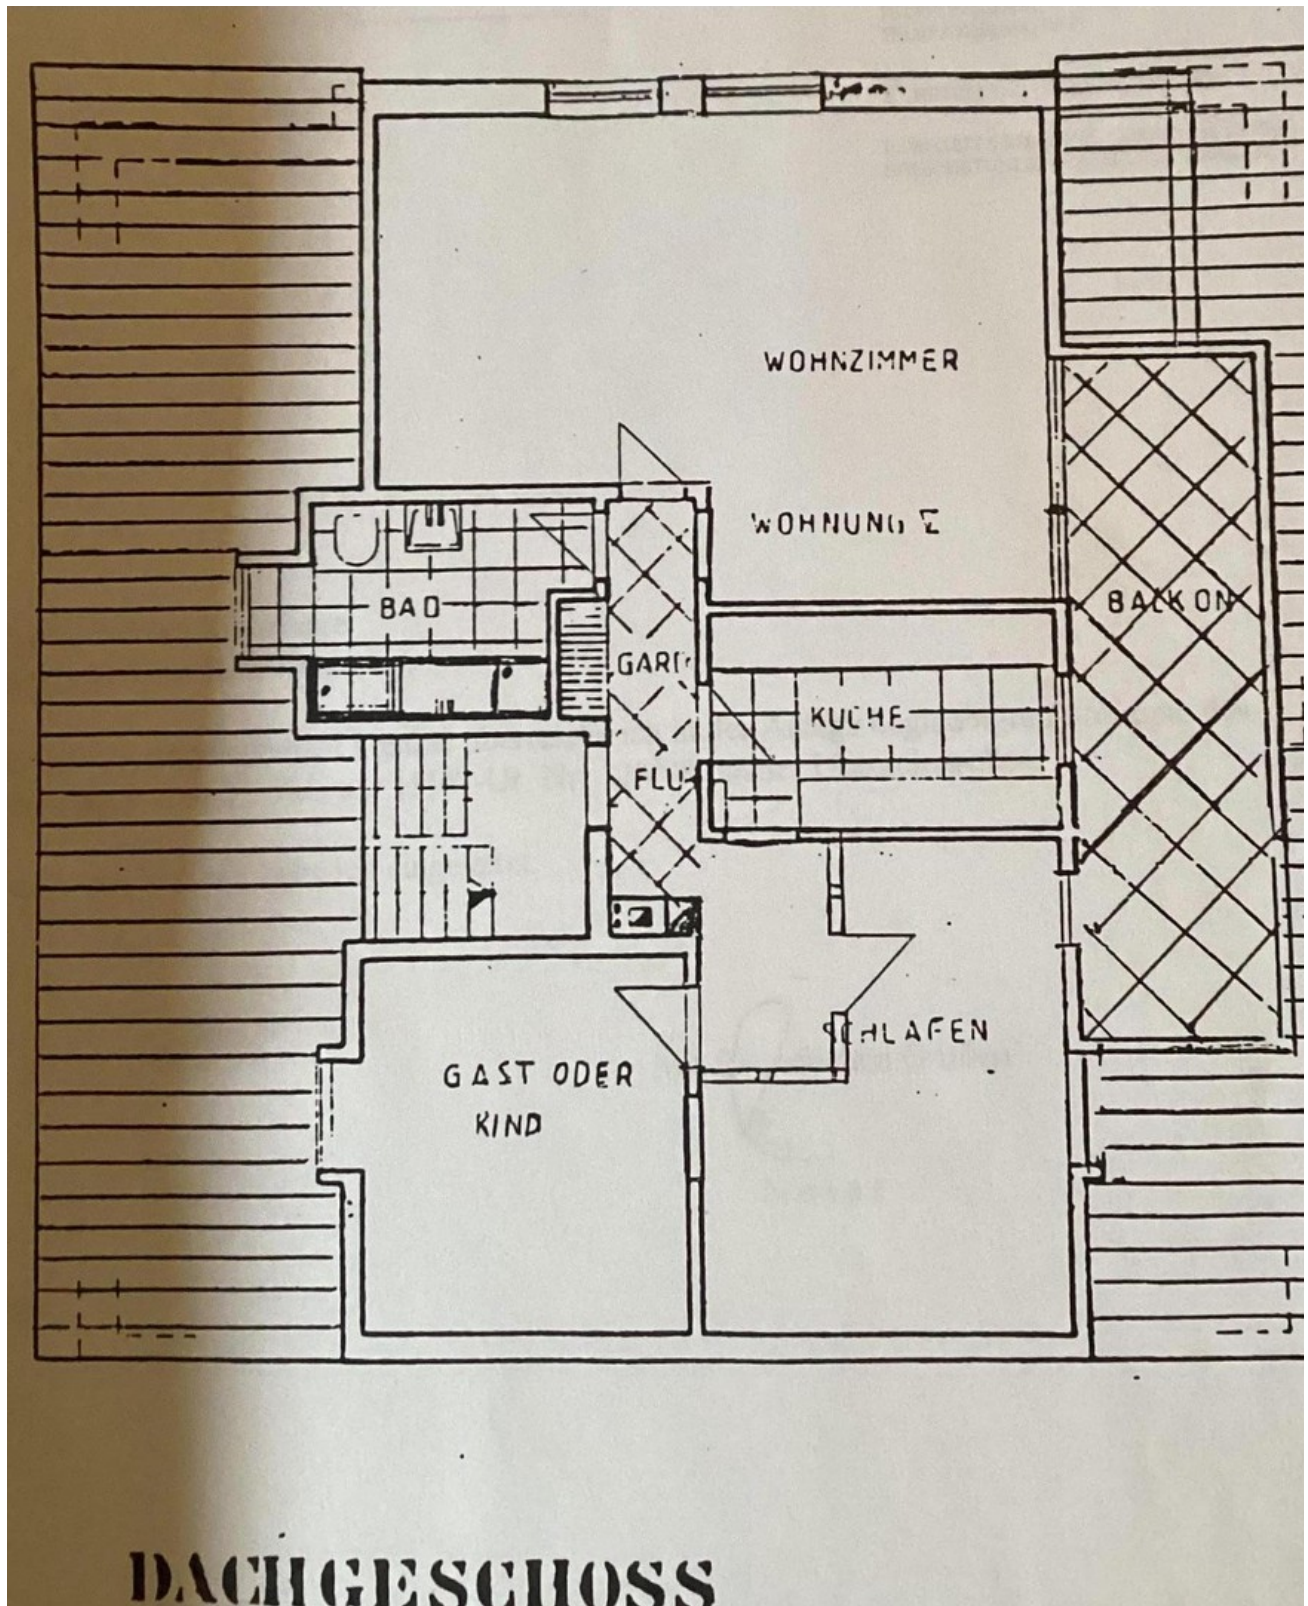 WOHNZIMMER
WOHNUNG
BAD
BALKON
GARD
KUCHE
FLU
SCHLAFEN
GAST ODER
KIND
DACHGESCHOSS